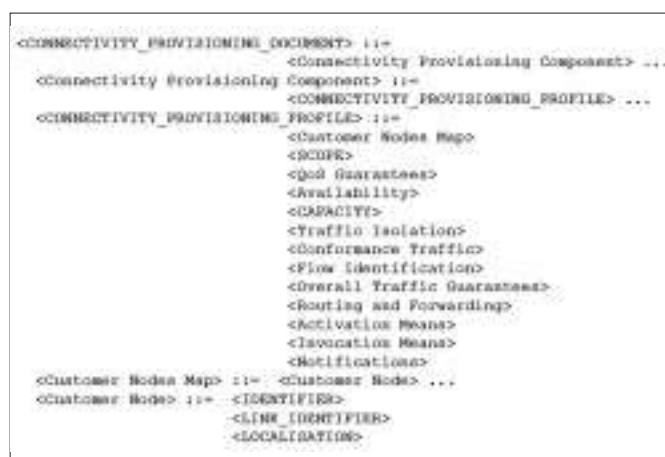 <CONNECTIVITY_PROVISIONING_DOCUMENT> ::=
<Connectivity Provisioning Component> ...
<Connectivity Provisioning Component> ::=
<CONNECTIVITY_PROVISIONING_PROFILE> ...
<CONNECTIVITY_PROVISIONING_PROFILE> ::=
<Customer Nodes Map>
<SCOPE>
<QoS Guarantees>
<Availability>
<CAPACITY>
<Traffic Isolation>
<Conformance Traffic>
<Flow Identification>
<Overall Traffic Guarantees>
<Routing and Forwarding>
<Activation Means>
<Invocation Means>
<Notifications>
<Customer Nodes Map> ::= <Customer Node> ...
<Customer Node> ::= <IDENTIFIER>
<LINK_IDENTIFIER>
<LOCALISATION>